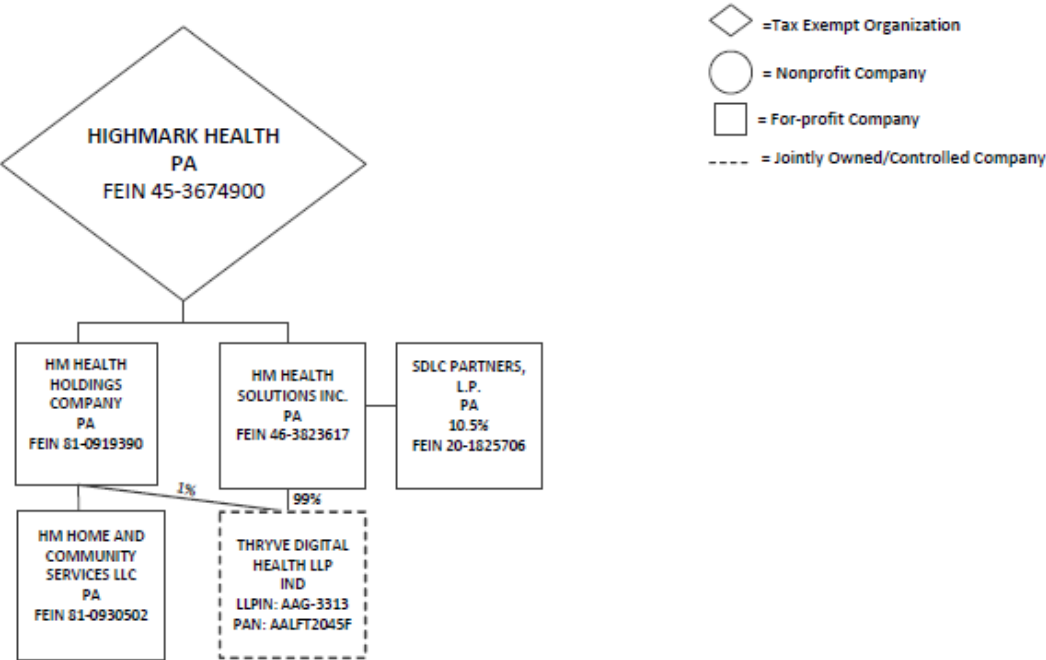 =Tax Exempt Organization
= Nonprofit Company
= For-profit Company
= Jointly Owned/Controlled Company
HIGHMARK HEALTH
PA
FEIN 45-3674900
HM HEALTH
HOLDINGS
COMPANY
PA
FEIN 81-0919390
HM HEALTH
SOLUTIONS INC.
PA
FEIN 46-3823617
SDLC PARTNERS,
L.P.
PA
10.5%
FEIN 20-1825706
1%
99%
HM HOME AND
COMMUNITY
SERVICES LLC
PA
FEIN 81-0930502
THRYVE DIGITAL
HEALTH LLP
IND
LLPIN: AAG-3313
PAN: AALFT2045F